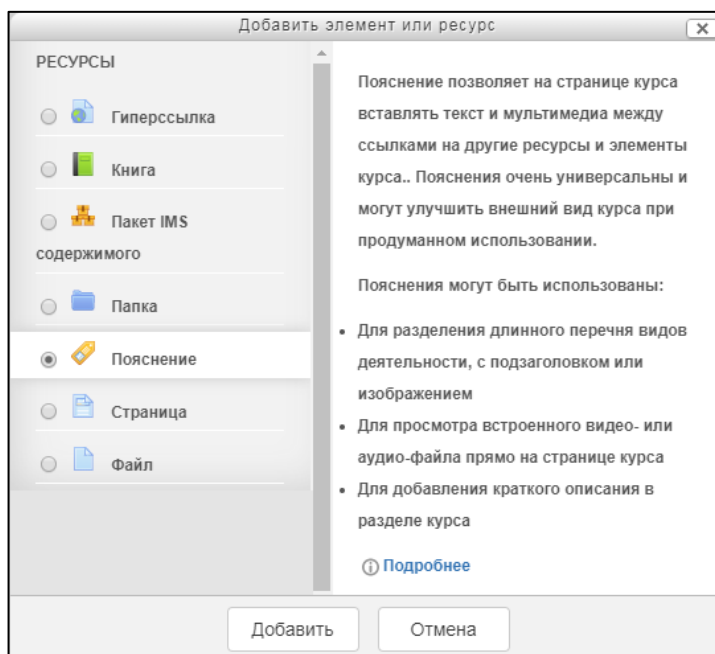 Добавить элемент или ресурс
РЕСУРСЫ
Гиперссылка
Книга
Пакет IMS
содержимого
Папка
Пояснение
Страница
Файл
Пояснение позволяет на странице курса
вставлять текст и мультимедиа между
ссылками на другие ресурсы и элементы
курса.. Пояснения очень универсальны и
могут улучшить внешний вид курса при
продуманном использовании.
Пояснения могут быть использованы:
Для разделения длинного перечня видов
деятельности, с подзаголовком или
изображением
Для просмотра встроенного видео- или
аудио-файла прямо на странице курса
Для добавления краткого описания в
разделе курса
Подробнее
Добавить
Отмена